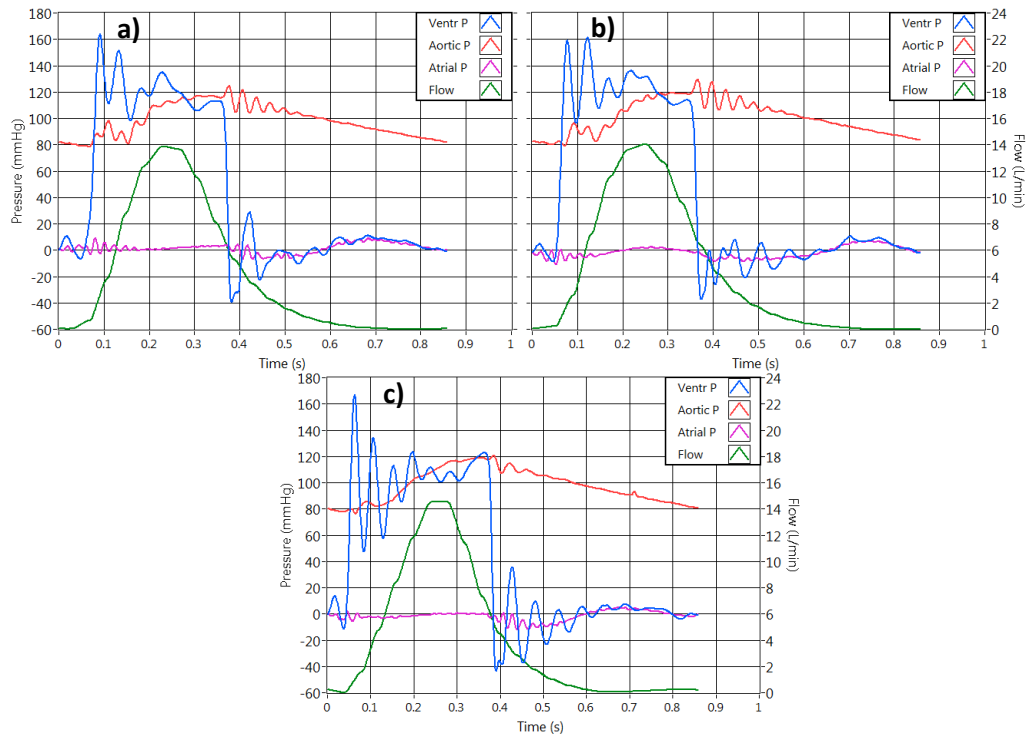 a)
Ventr P
Aortic P
Atrial P
Flow
180
160
140
120
100
80
60
40
20
0
-20
-40
-60
Pressure (mmHg)
0 0.1 0.2 0.3 0.4 0.5 0.6 0.7 0.8 0.9 1
Time (s)
b)
Ventr P
Aortic P
Atrial P
Flow
24
22
20
18
16
14
12
10
8
6
4
2
0
Flow (L/min)
0 0.1 0.2 0.3 0.4 0.5 0.6 0.7 0.8 0.9 1
Time (s)
c)
Ventr P
Aortic P
Atrial P
Flow
180
160
140
120
100
80
60
40
20
0
-20
-40
-60
Pressure (mmHg)
24
22
20
18
16
14
12
10
8
6
4
2
0
Flow (L/min)
0 0.1 0.2 0.3 0.4 0.5 0.6 0.7 0.8 0.9 1
Time (s)